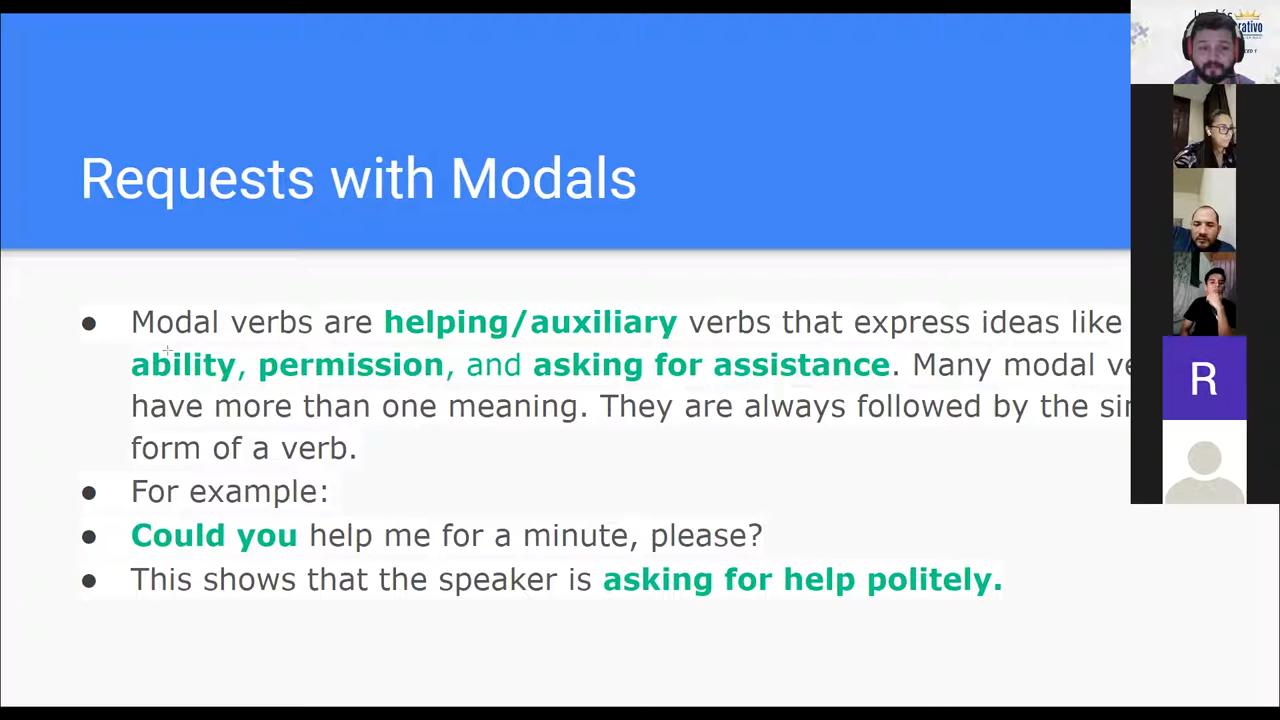 Requests with Modals
● Modal verbs are helping/auxiliary verbs that express ideas like
ability, permission, and asking for assistance. Many modal
have more than one meaning. They are always followed by the
form of a verb.
● For example:
● Could you help me for a minute, please?
● This shows that the speaker is asking for help politely.
R